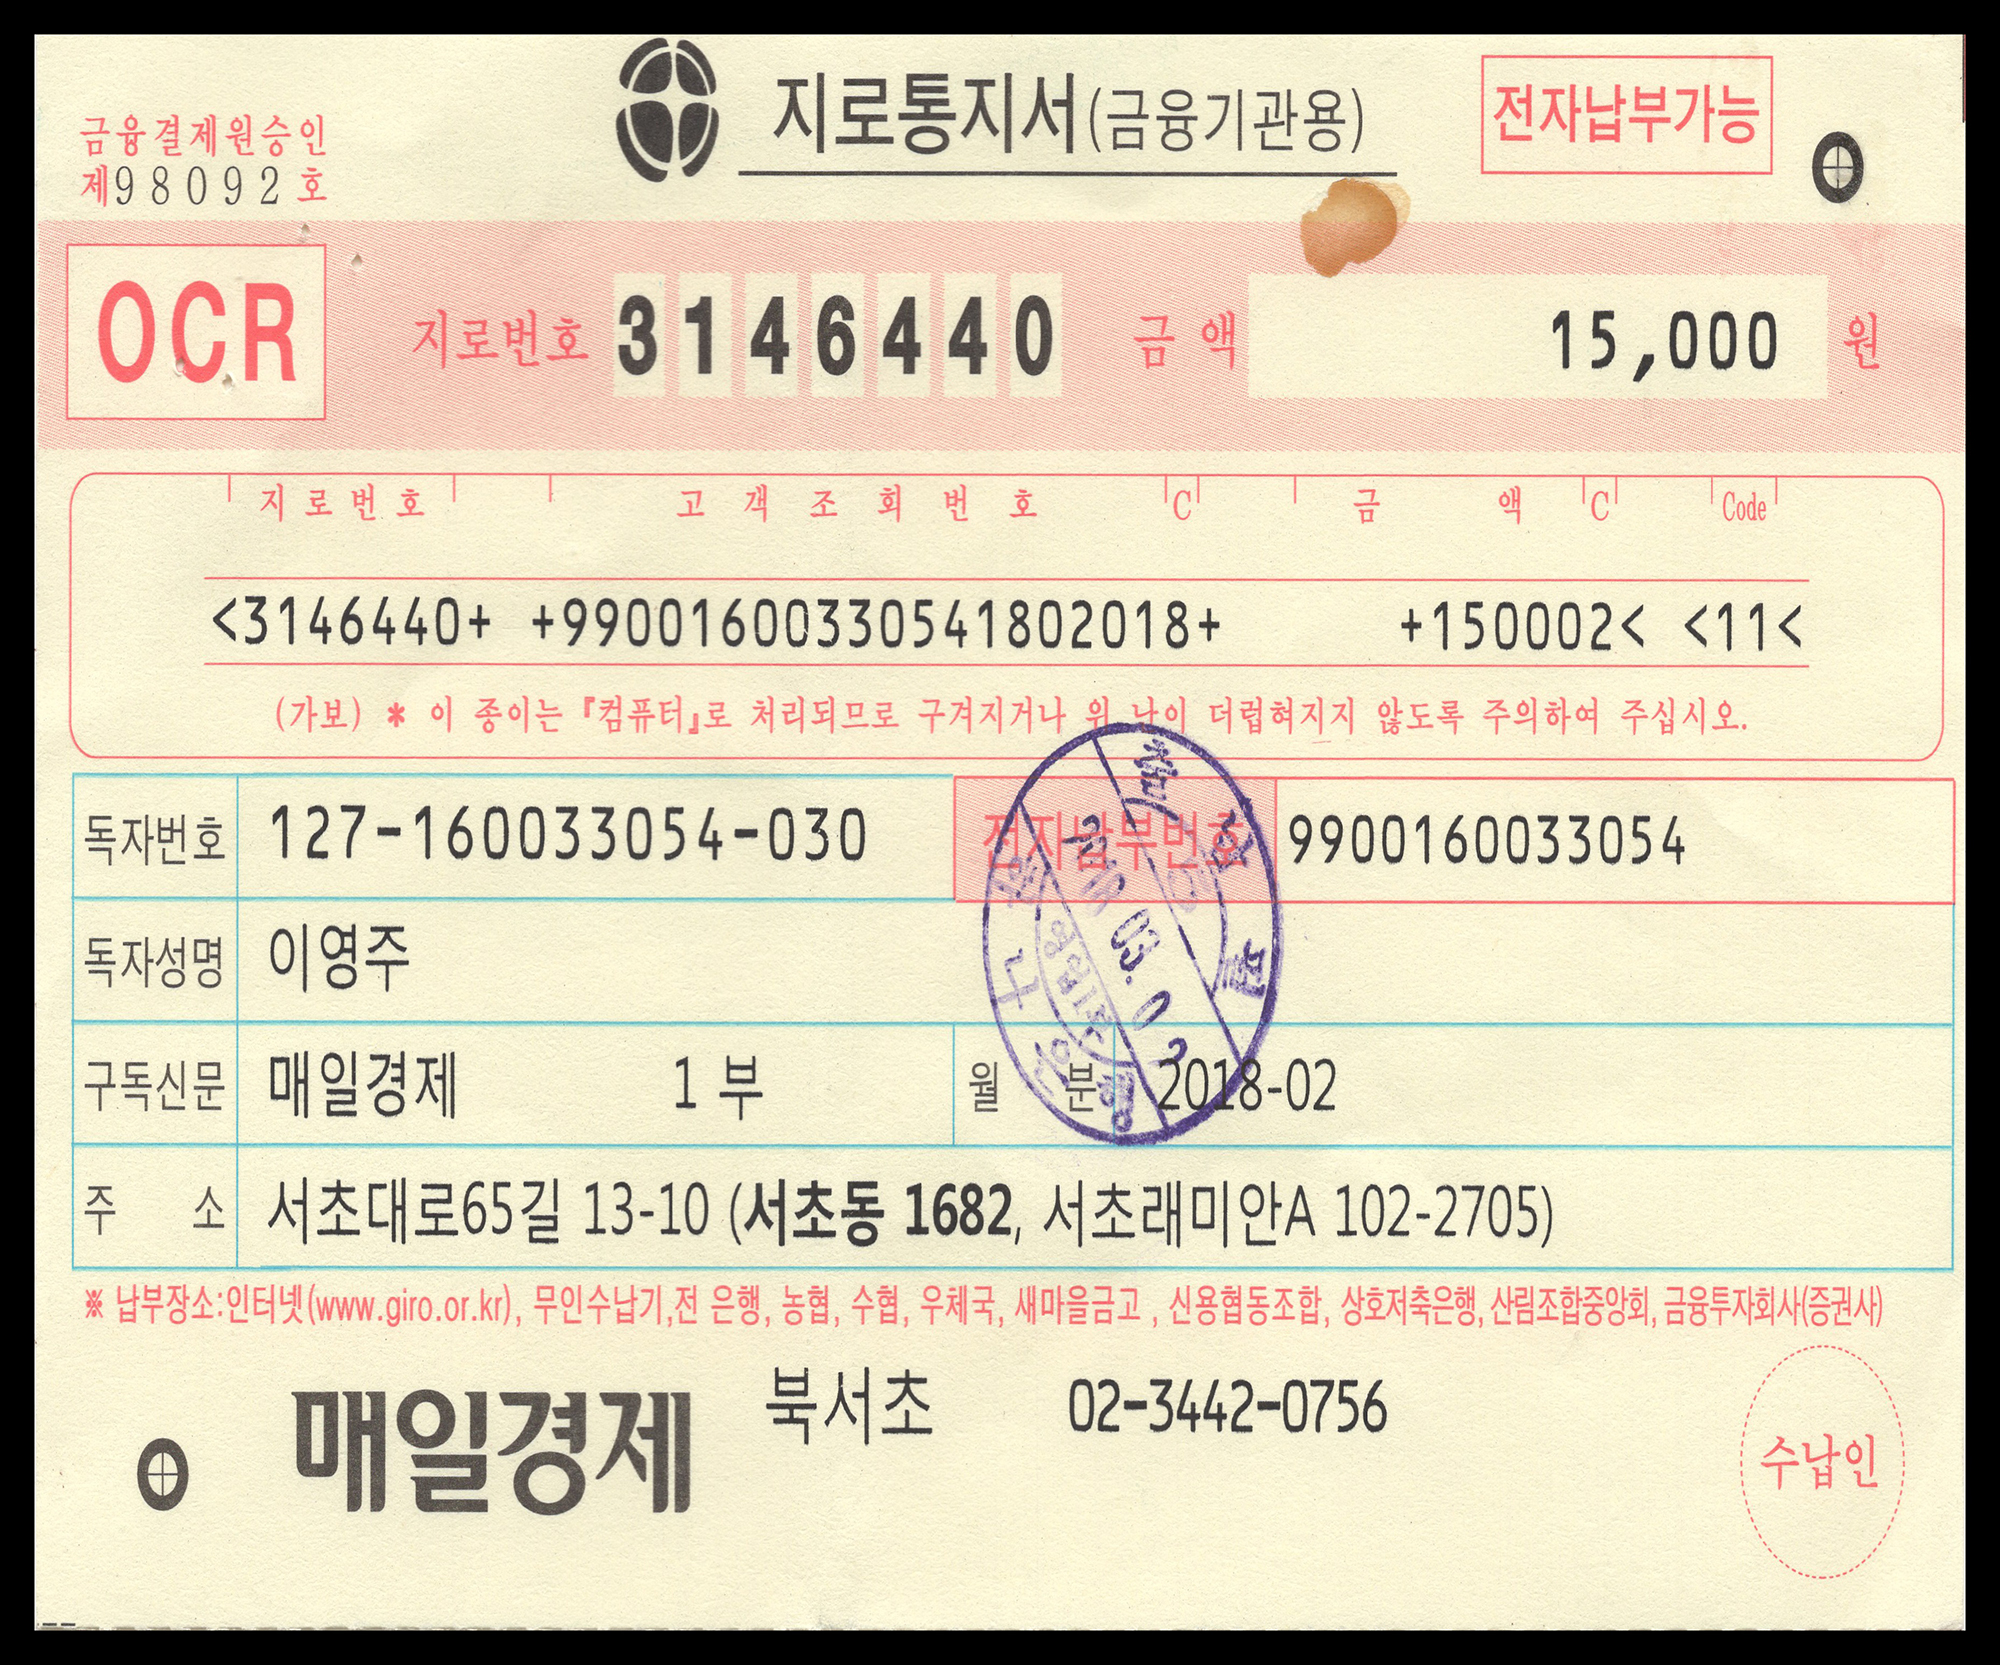 지로통지서(금융기관용)
전자납부가능
금융결제원승인
제98092호
OCR 지로번호 3146440 금액 15,000 원
지로번호 고객조회번호 C 금액 C Code
<3146440+ +99001600330541802018+ +150002< <11<
(가보) * 이 종이는 『컴퓨터』로 처리되므로 구겨지거나 위 난이 더럽혀지지 않도록 주의하여 주십시오.
독자번호 127-160033054-030 전자납부번호 9900160033054
독자성명 이영주
구독신문 매일경제 1 부 월분 2018-02
주소 서초대로65길 13-10 (서초동 1682, 서초래미안A 102-2705)
※ 납부장소:인터넷(www.giro.or.kr), 무인수납기,전 은행, 농협, 수협, 우체국, 새마을금고 , 신용협동조합, 상호저축은행, 산림조합중앙회, 금융투자회사(증권사)
매일경제 북서초 02-3442-0756
수납인